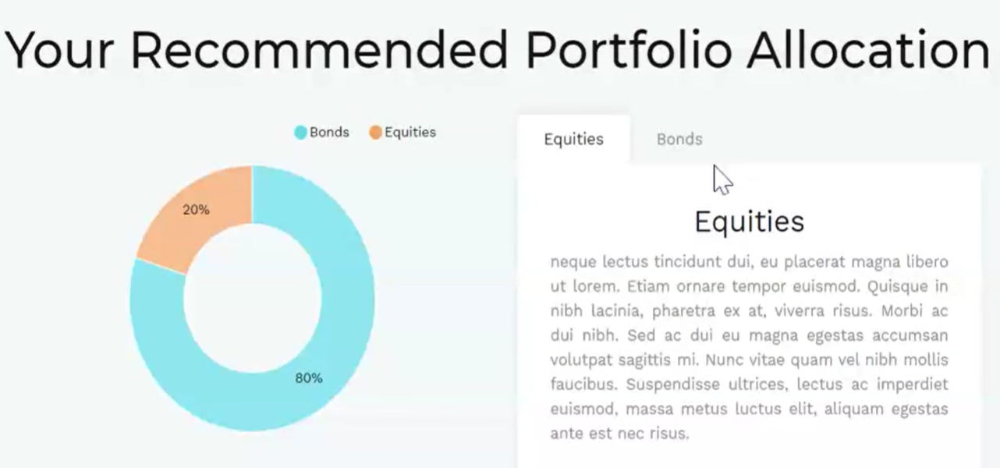 Your Recommended Portfolio Allocation
Bonds Equities
20%
80%
Equities Bonds
Equities
neque lectus tincidunt dui, eu placerat magna libero
ut lorem. Etiam ornare tempor euismod. Quisque in
nibh lacinia, pharetra ex at, viverra risus. Morbi ac
dui nibh. Sed ac dui eu magna egestas accumsan
volutpat sagittis mi. Nunc vitae quam vel nibh mollis
faucibus. Suspendisse ultrices, lectus ac imperdiet
euismod, massa metus luctus elit, aliquam egestas
ante est nec risus.